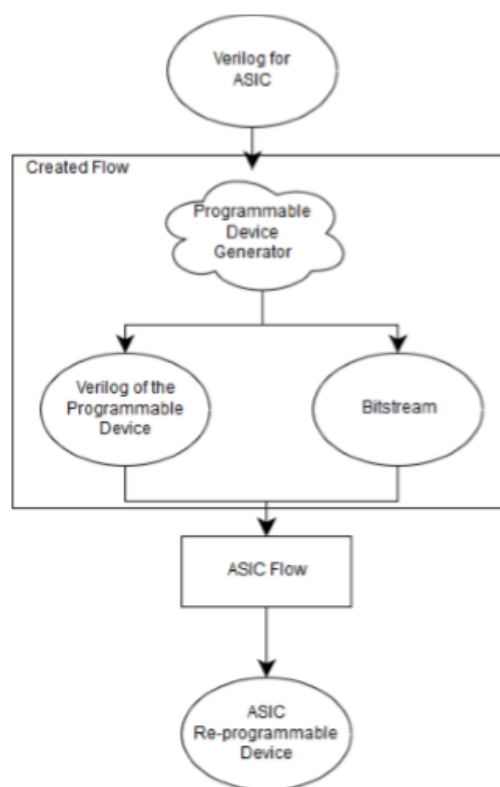 Verilog for
ASIC
Created Flow
Programmable
Device
Generator
Verilog of the
Programmable
Device
Bitstream
ASIC Flow
ASIC
Re-programmable
Device